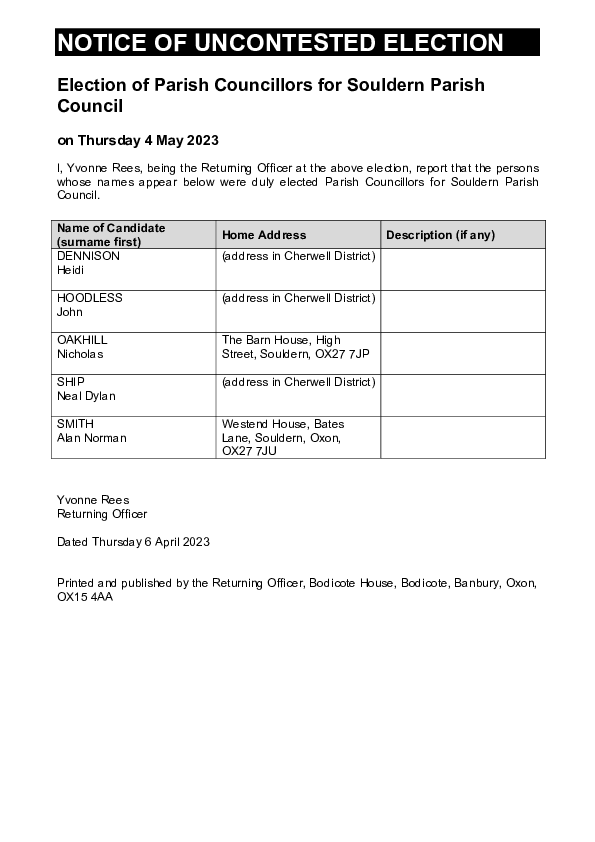 NOTICE OF UNCONTESTED ELECTION
Election of Parish Councillors for Souldern Parish
Council
on Thursday 4 May 2023
I, Yvonne Rees, being the Returning Officer at the above election, report that the persons
whose names appear below were duly elected Parish Councillors for Souldern Parish
Council.
Name of Candidate
(surname first)
Home Address
Description (if any)
DENNISON
Heidi
(address in Cherwell District)
HOODLESS
John
(address in Cherwell District)
OAKHILL
Nicholas
The Barn House, High
Street, Souldern, OX27 7JP
SHIP
Neal Dylan
(address in Cherwell District)
SMITH
Alan Norman
Westend House, Bates
Lane, Souldern, Oxon,
OX27 7JU
Yvonne Rees
Returning Officer
Dated Thursday 6 April 2023
Printed and published by the Returning Officer, Bodicote House, Bodicote, Banbury, Oxon,
OX15 4AA